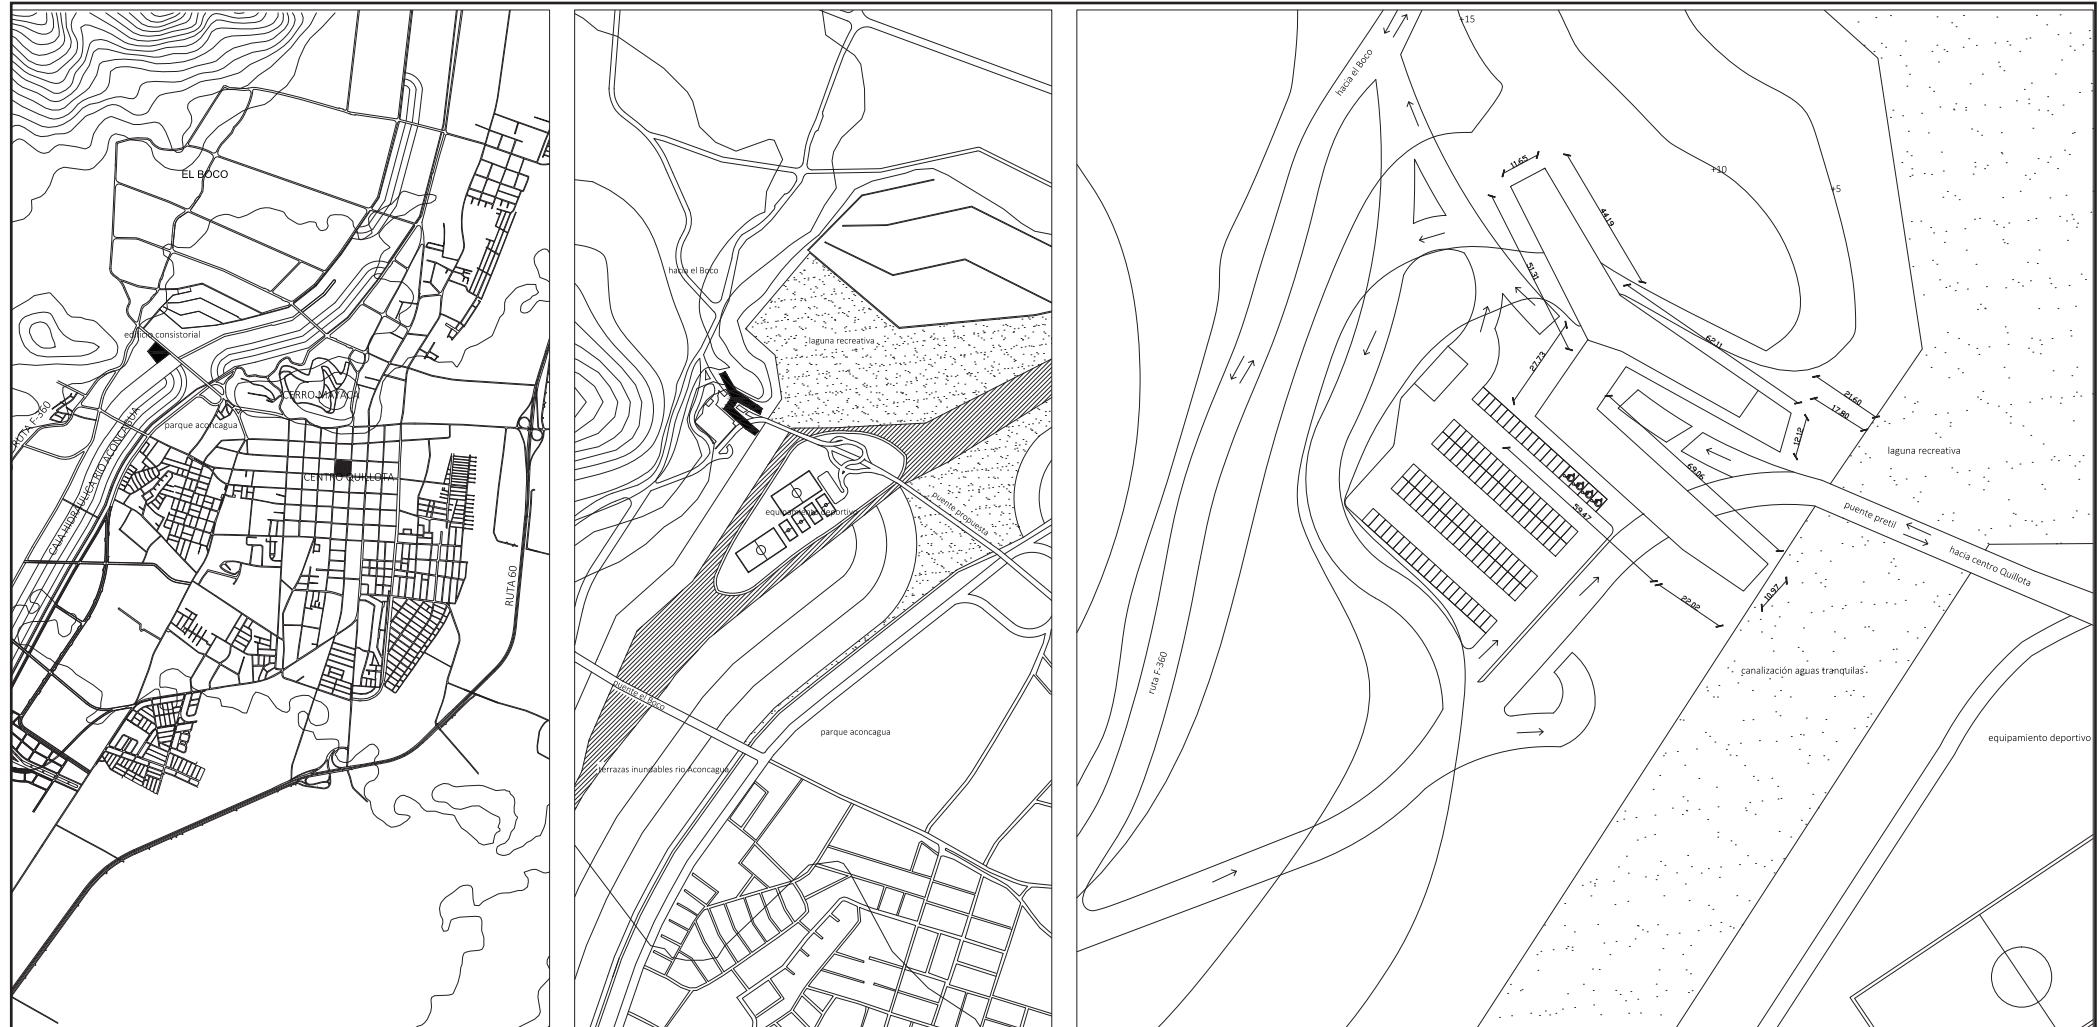 EL BOCO
edificio consistorial
CERRO MAYACA
RUTA F-360
parque aconcagua
CENTRO QUILLOTA
CAJA HIDRAULICA RIO ACONCAGUA
RUTA 60
hacia el Boco
laguna recreativa
equipamiento deportivo
puente propuesta
puente el Boco
parque aconcagua
terrazas inundables rio Aconcagua
+15
hacia el Boco
11.65
+10
+5
44.19
51.31
62.11
27.73
21.60
17.80
12.12
laguna recreativa
69.06
59.47
puente pretil
hacia centro Quillota
22.02
10.97
ruta F-360
canalización aguas tranquilas
equipamiento deportivo